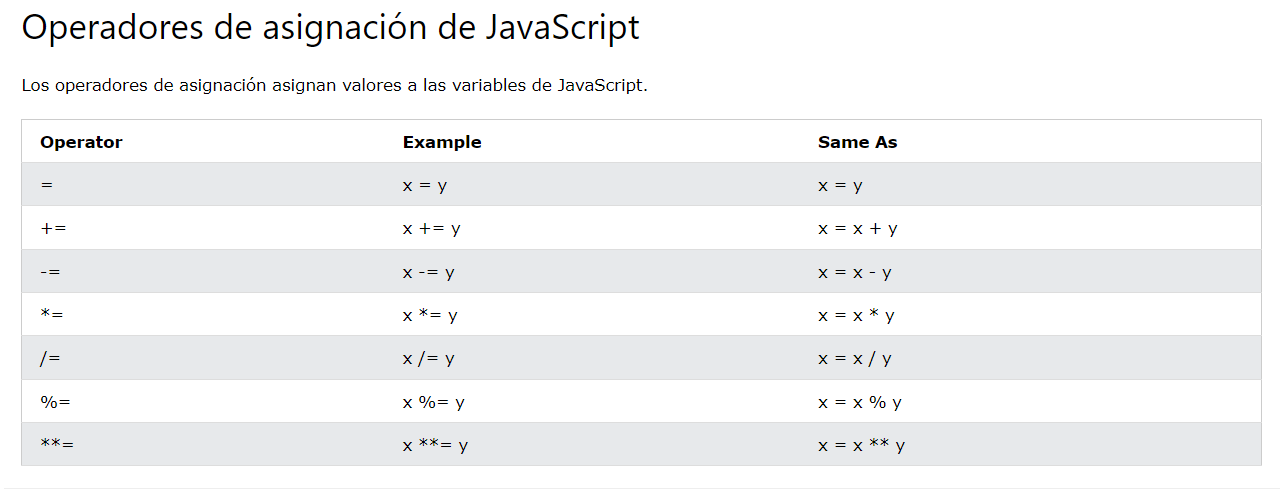 Operadores de asignación de JavaScript
Los operadores de asignación asignan valores a las variables de JavaScript.
Operator Example Same As
= x = y x = y
+= x += y x = x + y
-= x -= y x = x - y
*= x *= y x = x * y
/= x /= y x = x / y
%= x %= y x = x % y
**= x **= y x = x ** y